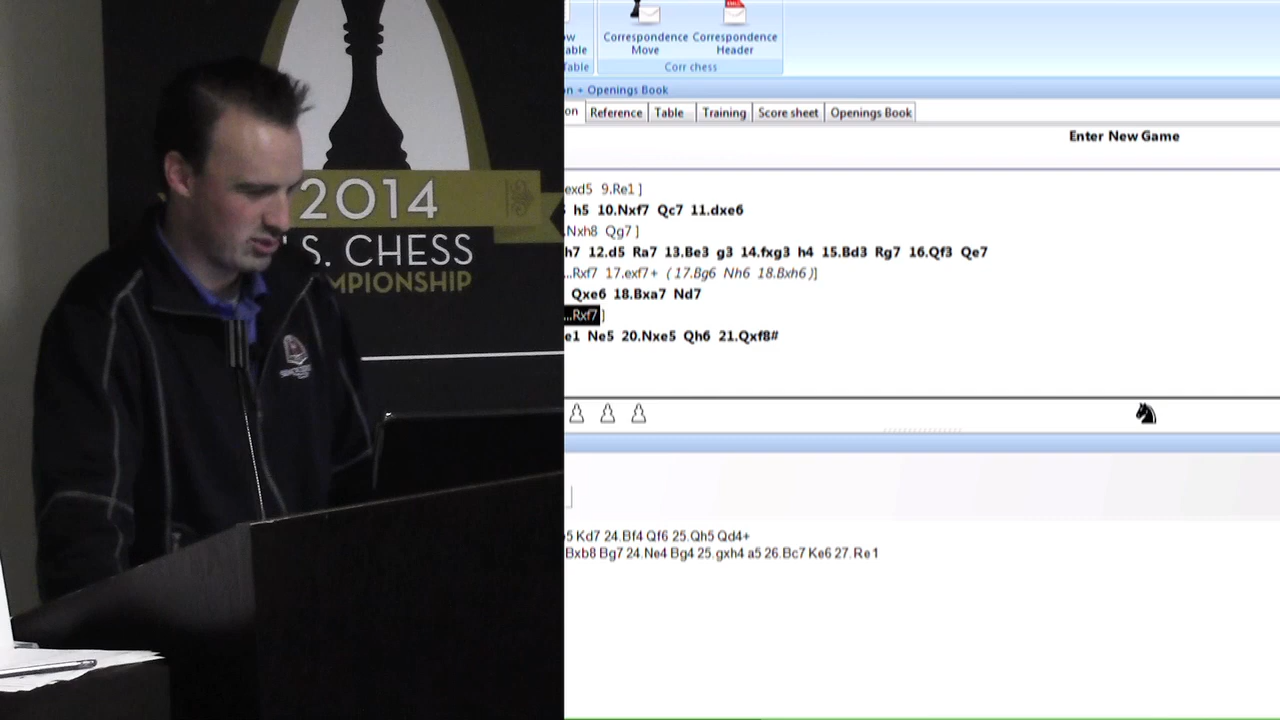 2014
S. CHESS
MPIONSHIP
Correspondence Correspondence
able Move Header
Table Corr chess
n + Openings Book
on Reference Table Training Score sheet Openings Book
Enter New Game
exd5 9.Re1 ]
h5 10.Nxf7 Qc7 11.dxe6
.Nxh8 Qg7 ]
h7 12.d5 Ra7 13.Be3 g3 14.fxg3 h4 15.Bd3 Rg7 16.Qf3 Qe7
...Rxf7 17.exf7+ ( 17.Bg6 Nh6 18.Bxh6 )]
Qxe6 18.Bxa7 Nd7
...Rxf7 ]
e1 Ne5 20.Nxe5 Qh6 21.Qxf8#
5 Kd7 24.Bf4 Qf6 25.Qh5 Qd4+
Bxb8 Bg7 24.Ne4 Bg4 25.gxh4 a5 26.Bc7 Ke6 27.Re1